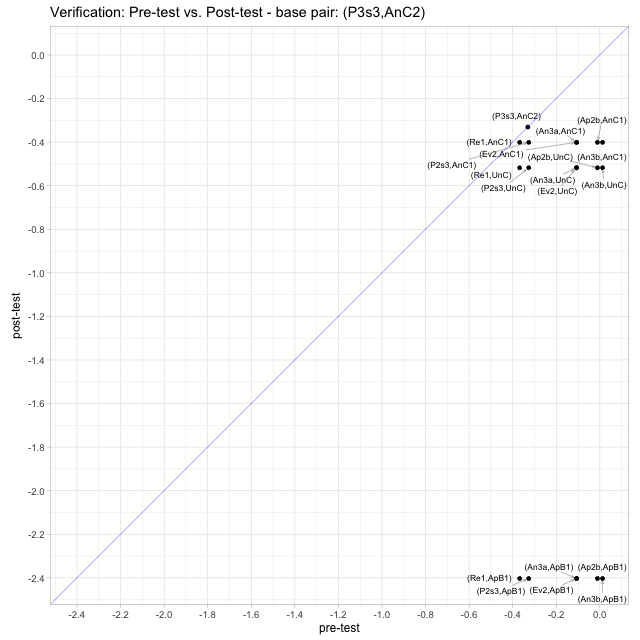 Verification: Pre-test vs. Post-test - base pair: (P3s3,AnC2)
0.0
-0.2
-0.4
-0.6
-0.8
-1.0
-1.2
-1.4
-1.6
-1.8
-2.0
-2.2
-2.4
post-test
(P3s3,AnC2)
(Ap2b,AnC1)
(An3a,AnC1)
(Re1,AnC1)
(Ev2,AnC1)
(Ap2b,UnC)
(An3b,AnC1)
(P2s3,AnC1)
(Re1,UnC)
(An3a,UnC)
(An3b,UnC)
(P2s3,UnC)
(Ev2,UnC)
(An3a,ApB1)
(Ap2b,ApB1)
(Re1,ApB1)
(P2s3,ApB1)
(Ev2,ApB1)
(An3b,ApB1)
-2.4
-2.2
-2.0
-1.8
-1.6
-1.4
-1.2
-1.0
-0.8
-0.6
-0.4
-0.2
0.0
pre-test